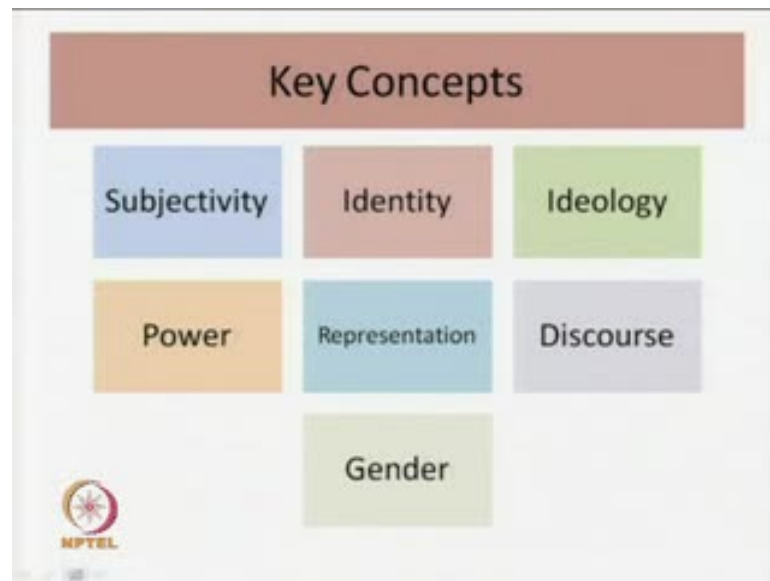 Key Concepts
Subjectivity
Identity
Ideology
Power
Representation
Discourse
Gender
NPTEL